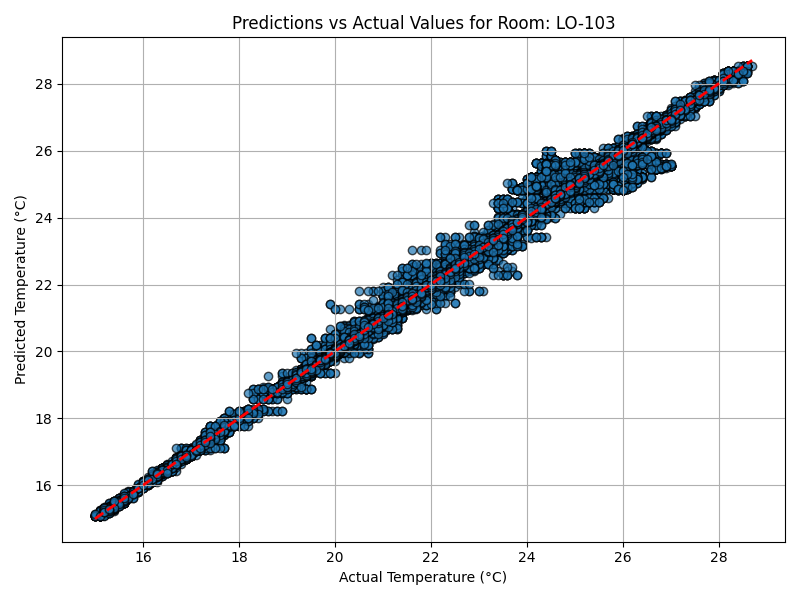 Predictions vs Actual Values for Room: LO-103
Predicted Temperature (°C)
28
26
24
22
20
18
16
16 18 20 22 24 26 28
Actual Temperature (°C)